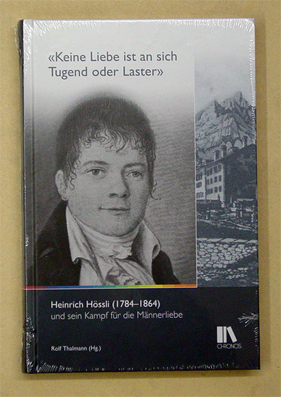 «Keine Liebe ist an sich
Tugend oder Laster»
Heinrich Hössli (1784–1864)
und sein Kampf für die Männerliebe
CHRONOS
Rolf Thalmann (Hg.)